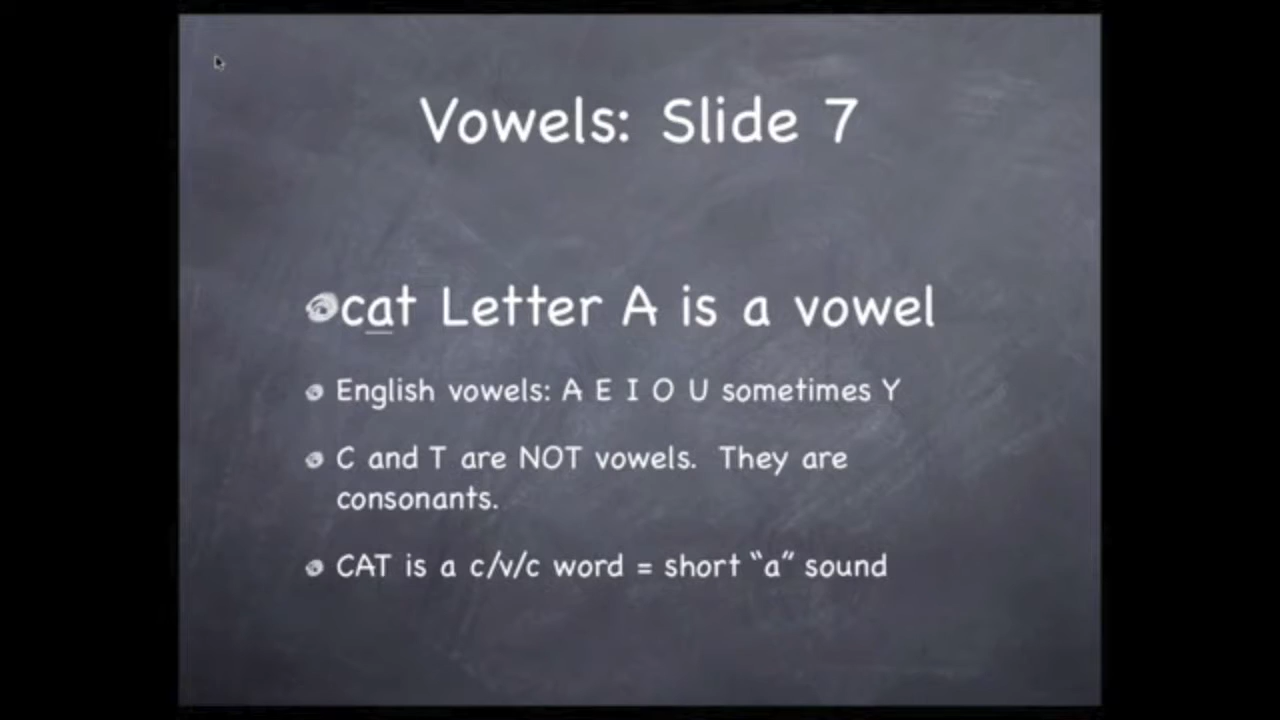 Vowels: Slide 7
cat Letter A is a vowel
English vowels: A E I O U sometimes Y
C and T are NOT vowels. They are
consonants.
CAT is a c/v/c word = short “a” sound